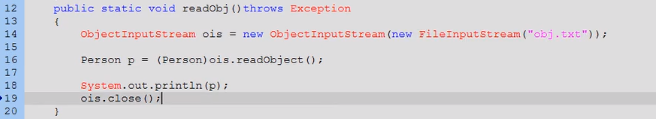 12 public static void readObj()throws Exception
13 {
14 ObjectInputStream ois = new ObjectInputStream(new FileInputStream("obj.txt"));
15
16 Person p = (Person)ois.readObject();
17
18 System.out.println(p);
19 ois.close();
20 }